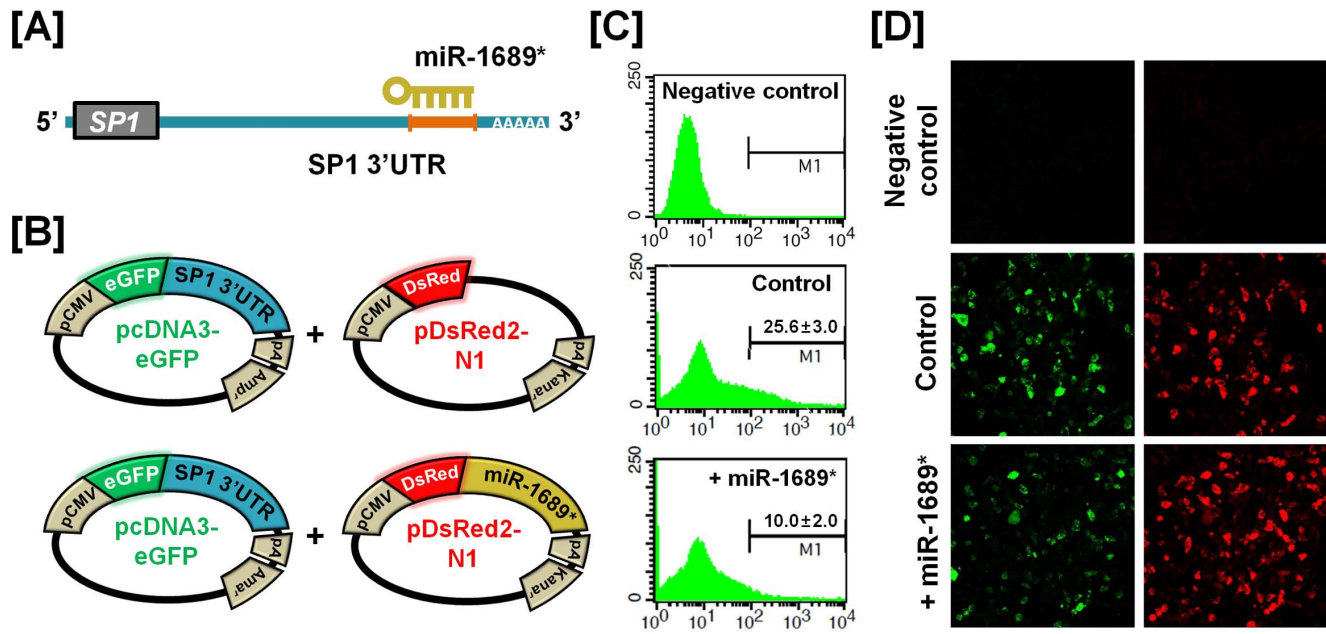 [A]
miR-1689*
5’
SP1
AAAAA
3’
SP1 3’UTR
[B]
pCMV
eGFP
SP1 3’UTR
pA
Ampʳ
pcDNA3-
eGFP
+
pCMV
DsRed
pA
Kanaʳ
pDsRed2-
N1
pCMV
eGFP
SP1 3’UTR
pA
Amaʳ
pcDNA3-
eGFP
+
pCMV
DsRed
miR-1689*
pA
Kanaʳ
pDsRed2-
N1
[C]
250
Negative control
M1
0
10⁰ 10¹ 10² 10³ 10⁴
250
Control
25.6±3.0
M1
0
10⁰ 10¹ 10² 10³ 10⁴
250
+ miR-1689*
10.0±2.0
M1
0
10⁰ 10¹ 10² 10³ 10⁴
[D]
Negative
control
Control
+ miR-1689*